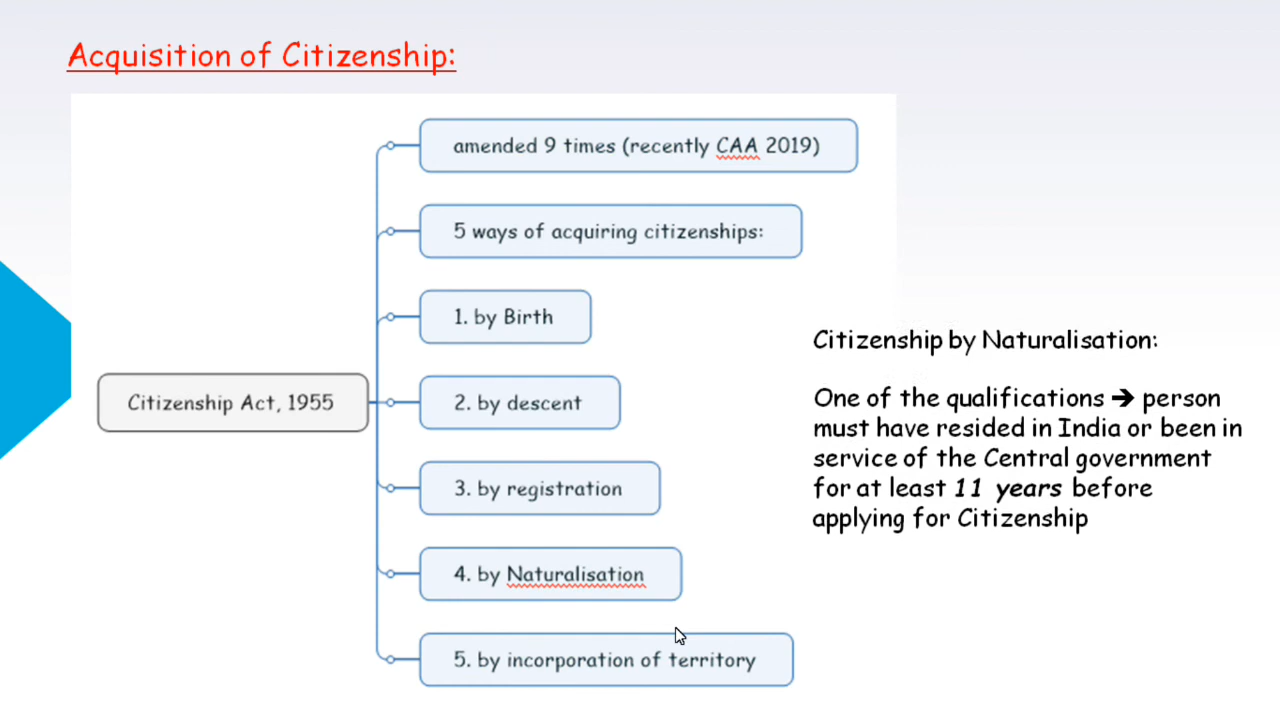 Acquisition of Citizenship:
amended 9 times (recently CAA 2019)
5 ways of acquiring citizenships:
1. by Birth
Citizenship Act, 1955
2. by descent
3. by registration
4. by Naturalisation
5. by incorporation of territory
Citizenship by Naturalisation:
One of the qualifications ➔ person
must have resided in India or been in
service of the Central government
for at least 11 years before
applying for Citizenship